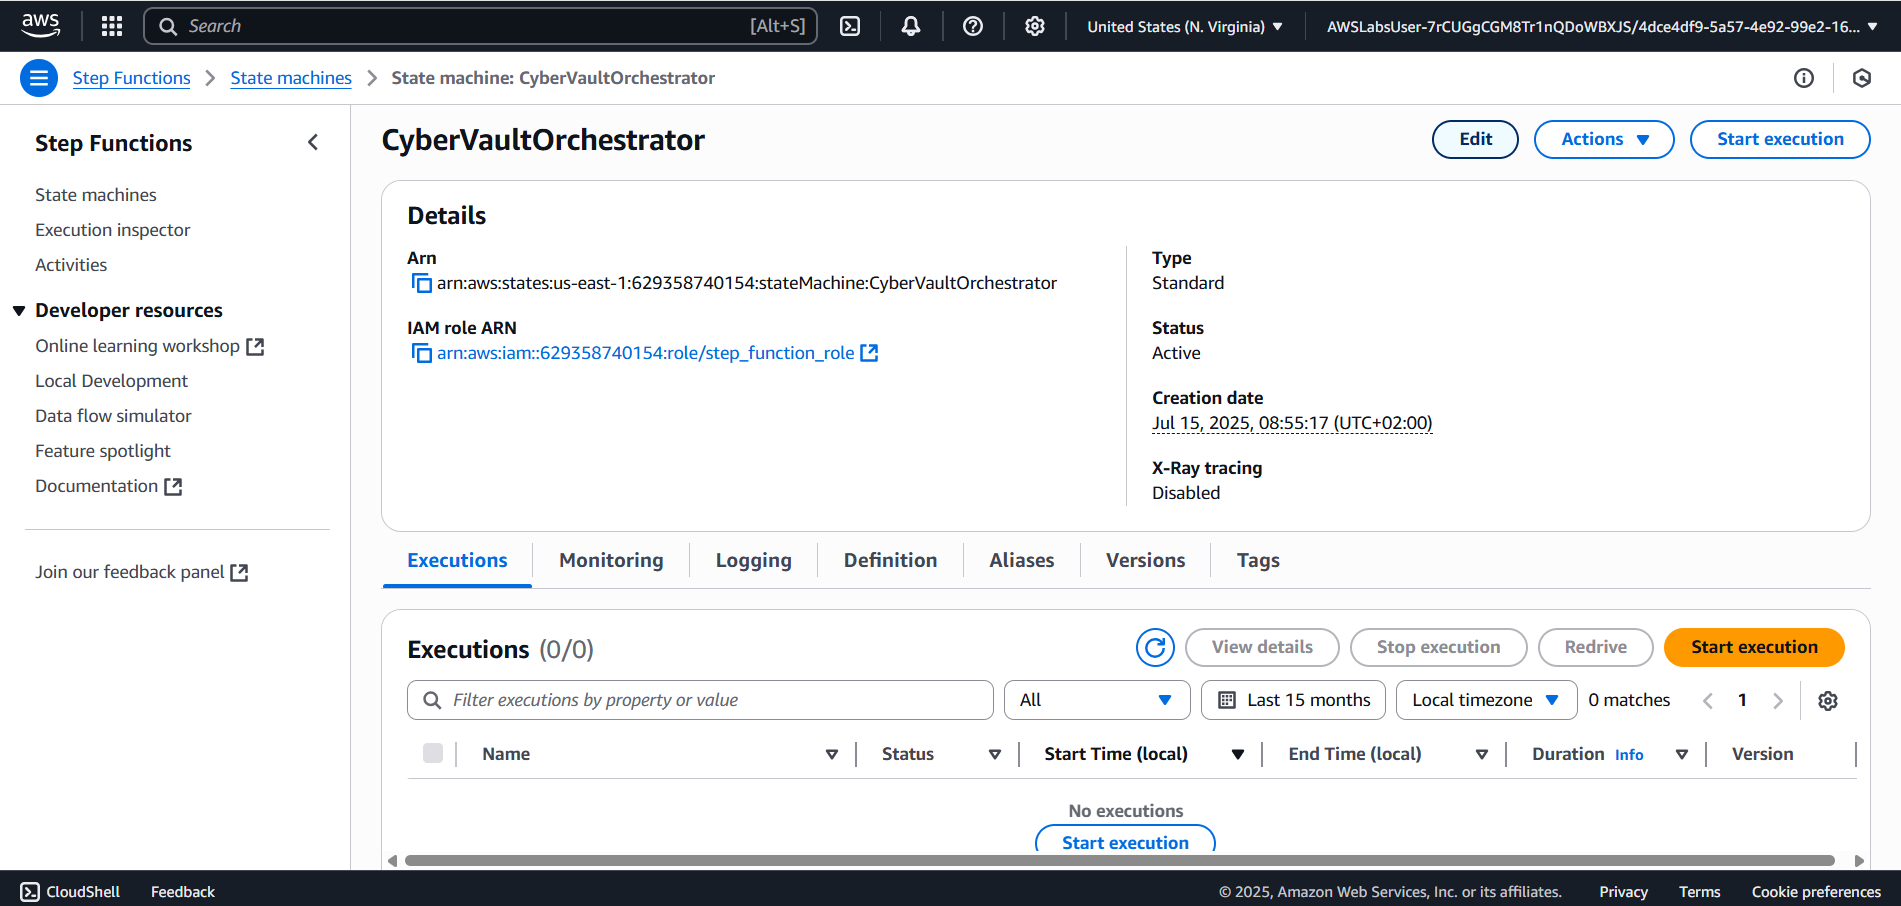 aws
Search [Alt+S]
United States (N. Virginia)
AWSLabsUser-7rCUGgCGM8Tr1nQDoWBXJS/4dce4df9-5a57-4e92-99e2-16...
Step Functions
State machines
State machine: CyberVaultOrchestrator
Step Functions
State machines
Execution inspector
Activities
Developer resources
Online learning workshop
Local Development
Data flow simulator
Feature spotlight
Documentation
Join our feedback panel
CyberVaultOrchestrator
Edit
Actions
Start execution
Details
Arn
arn:aws:states:us-east-1:629358740154:stateMachine:CyberVaultOrchestrator
IAM role ARN
arn:aws:iam::629358740154:role/step_function_role
Type
Standard
Status
Active
Creation date
Jul 15, 2025, 08:55:17 (UTC+02:00)
X-Ray tracing
Disabled
Executions
Monitoring
Logging
Definition
Aliases
Versions
Tags
Executions (0/0)
View details
Stop execution
Redrive
Start execution
Filter executions by property or value
All
Last 15 months
Local timezone
0 matches
1
Name
Status
Start Time (local)
End Time (local)
Duration Info
Version
No executions
Start execution
CloudShell
Feedback
© 2025, Amazon Web Services, Inc. or its affiliates.
Privacy
Terms
Cookie preferences